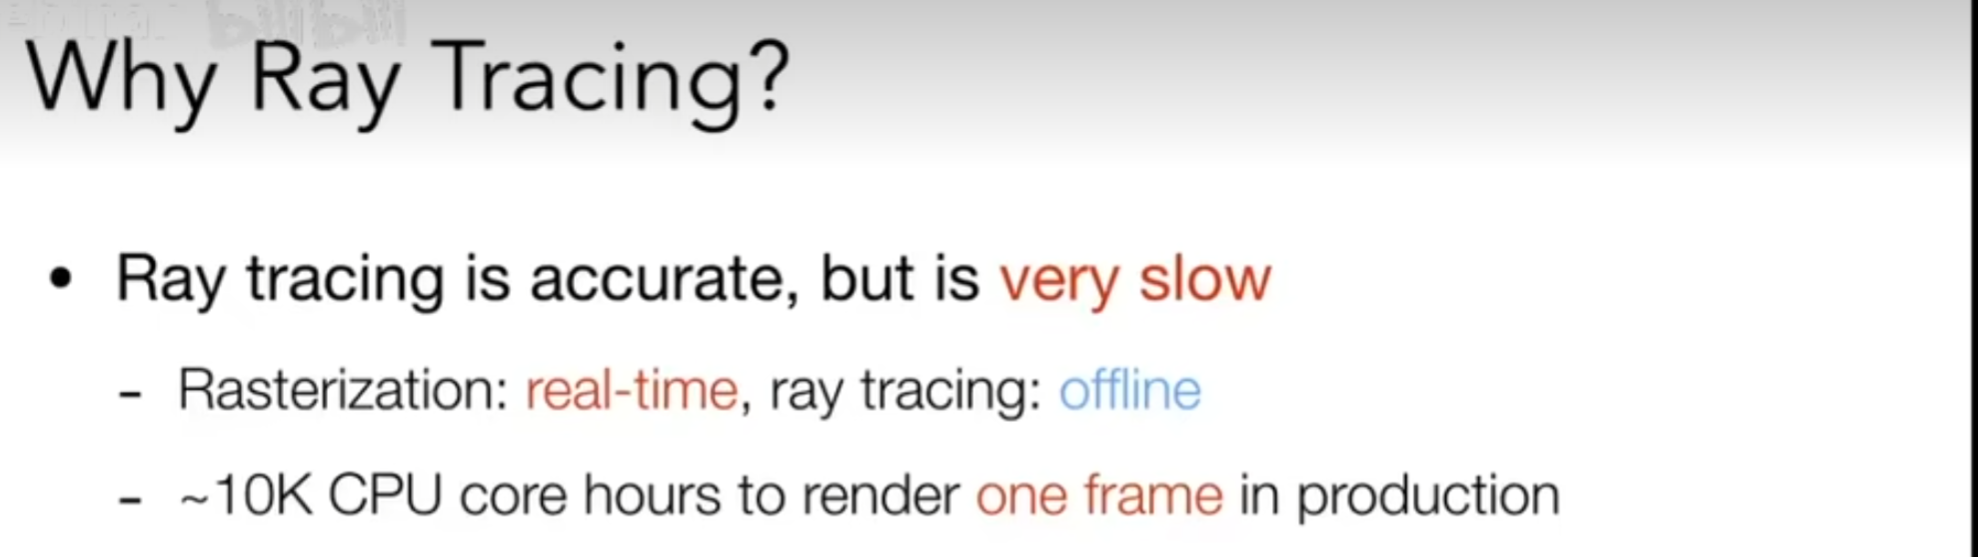 bilibili
Why Ray Tracing?
• Ray tracing is accurate, but is very slow
- Rasterization: real-time, ray tracing: offline
- ~10K CPU core hours to render one frame in production